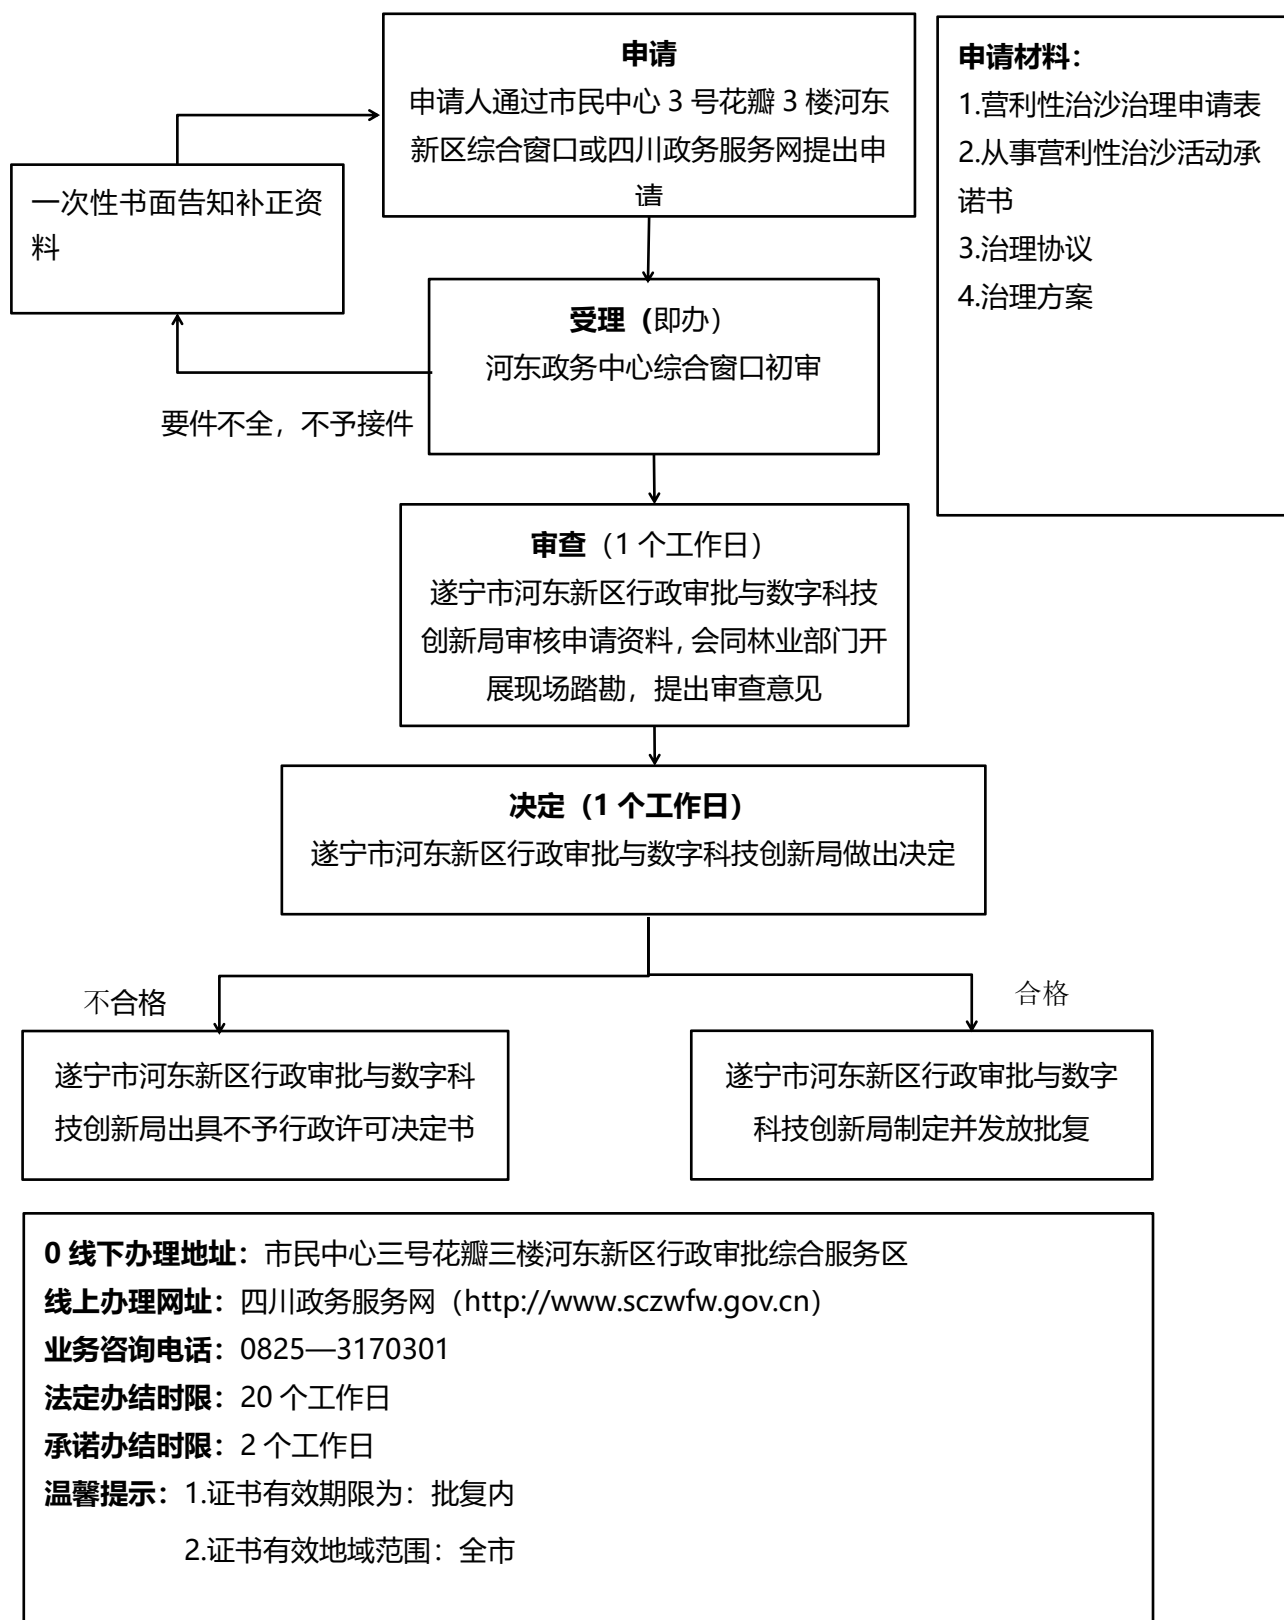 申请
申请人通过市民中心 3 号花瓣 3 楼河东
新区综合窗口或四川政务服务网提出申
请
申请材料：
1.营利性治沙治理申请表
2.从事营利性治沙活动承
诺书
3.治理协议
4.治理方案
一次性书面告知补正资
料
受理（即办）
河东政务中心综合窗口初审
要件不全，不予接件
审查（1 个工作日）
遂宁市河东新区行政审批与数字科技
创新局审核申请资料，会同林业部门开
展现场踏勘，提出审查意见
决定（1 个工作日）
遂宁市河东新区行政审批与数字科技创新局做出决定
不合格
合格
遂宁市河东新区行政审批与数字科
技创新局出具不予行政许可决定书
遂宁市河东新区行政审批与数字
科技创新局制定并发放批复
0 线下办理地址：市民中心三号花瓣三楼河东新区行政审批综合服务区
线上办理网址：四川政务服务网（http://www.sczwfw.gov.cn）
业务咨询电话：0825—3170301
法定办结时限：20 个工作日
承诺办结时限：2 个工作日
温馨提示：1.证书有效期限为：批复内
2.证书有效地域范围：全市